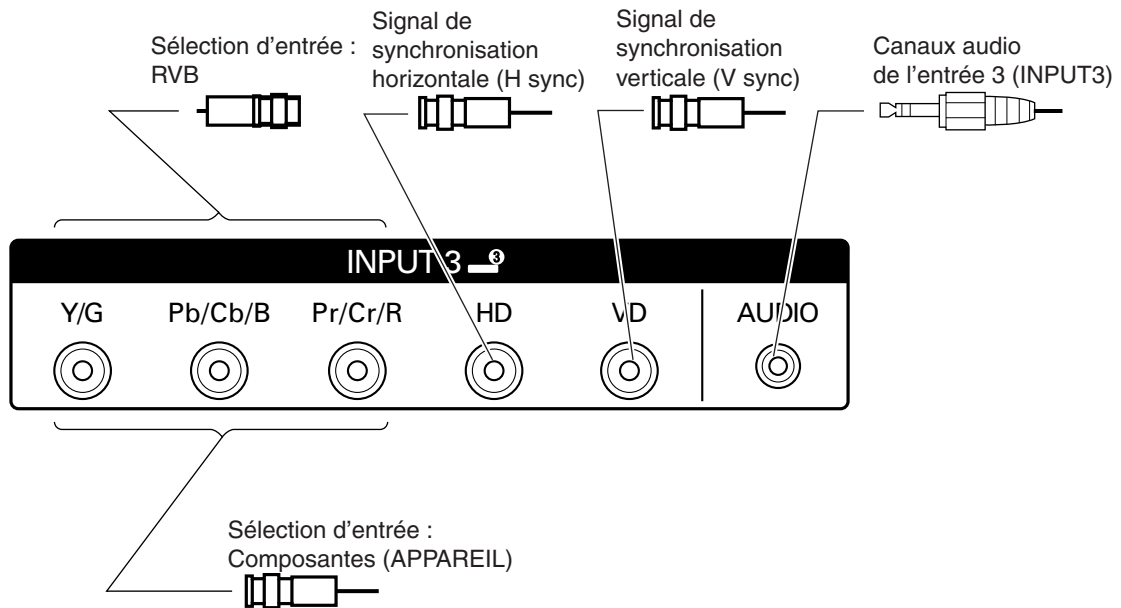 Sélection d'entrée :
RVB
Signal de
synchronisation
horizontale (H sync)
Signal de
synchronisation
verticale (V sync)
Canaux audio
de l'entrée 3 (INPUT3)
INPUT 3 3
Y/G Pb/Cb/B Pr/Cr/R HD VD AUDIO
Sélection d'entrée :
Composantes (APPAREIL)